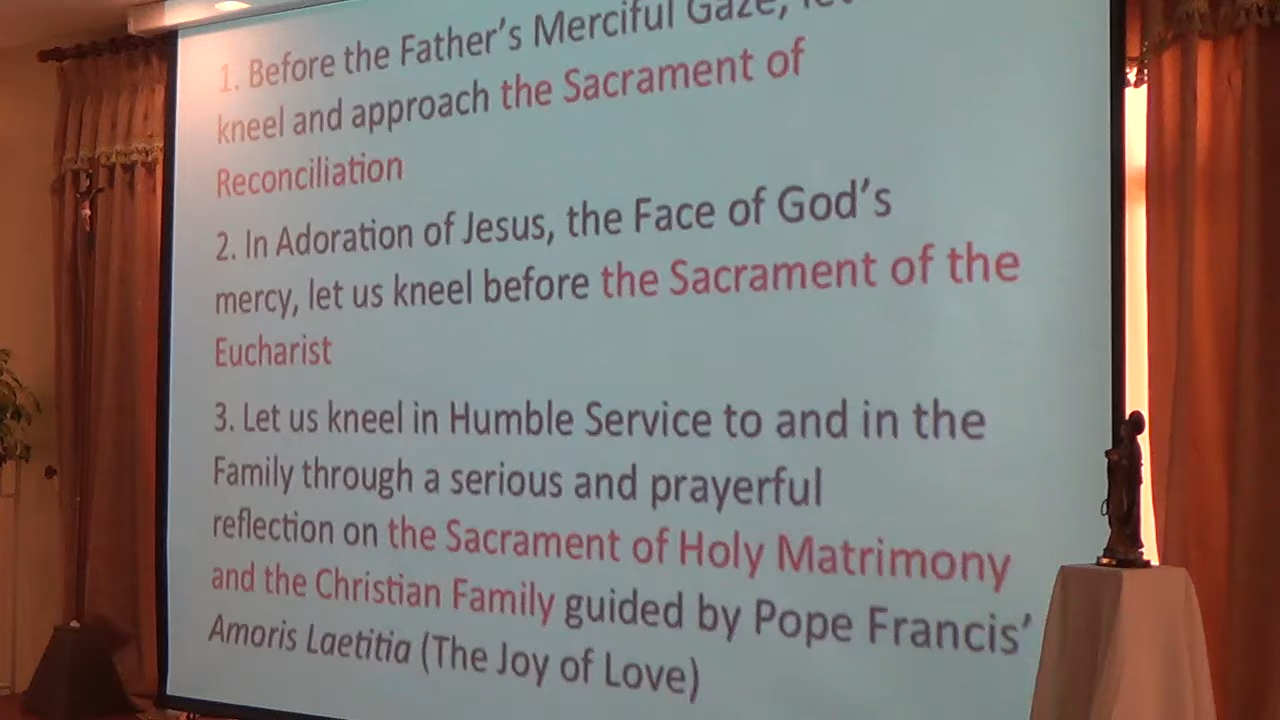 1. Before the Father's Merciful Gaze, let
kneel and approach the Sacrament of
Reconciliation
2. In Adoration of Jesus, the Face of God's
mercy, let us kneel before the Sacrament of the
Eucharist
3. Let us kneel in Humble Service to and in the
Family through a serious and prayerful
reflection on the Sacrament of Holy Matrimony
and the Christian Family guided by Pope Francis'
Amoris Laetitia (The Joy of Love)